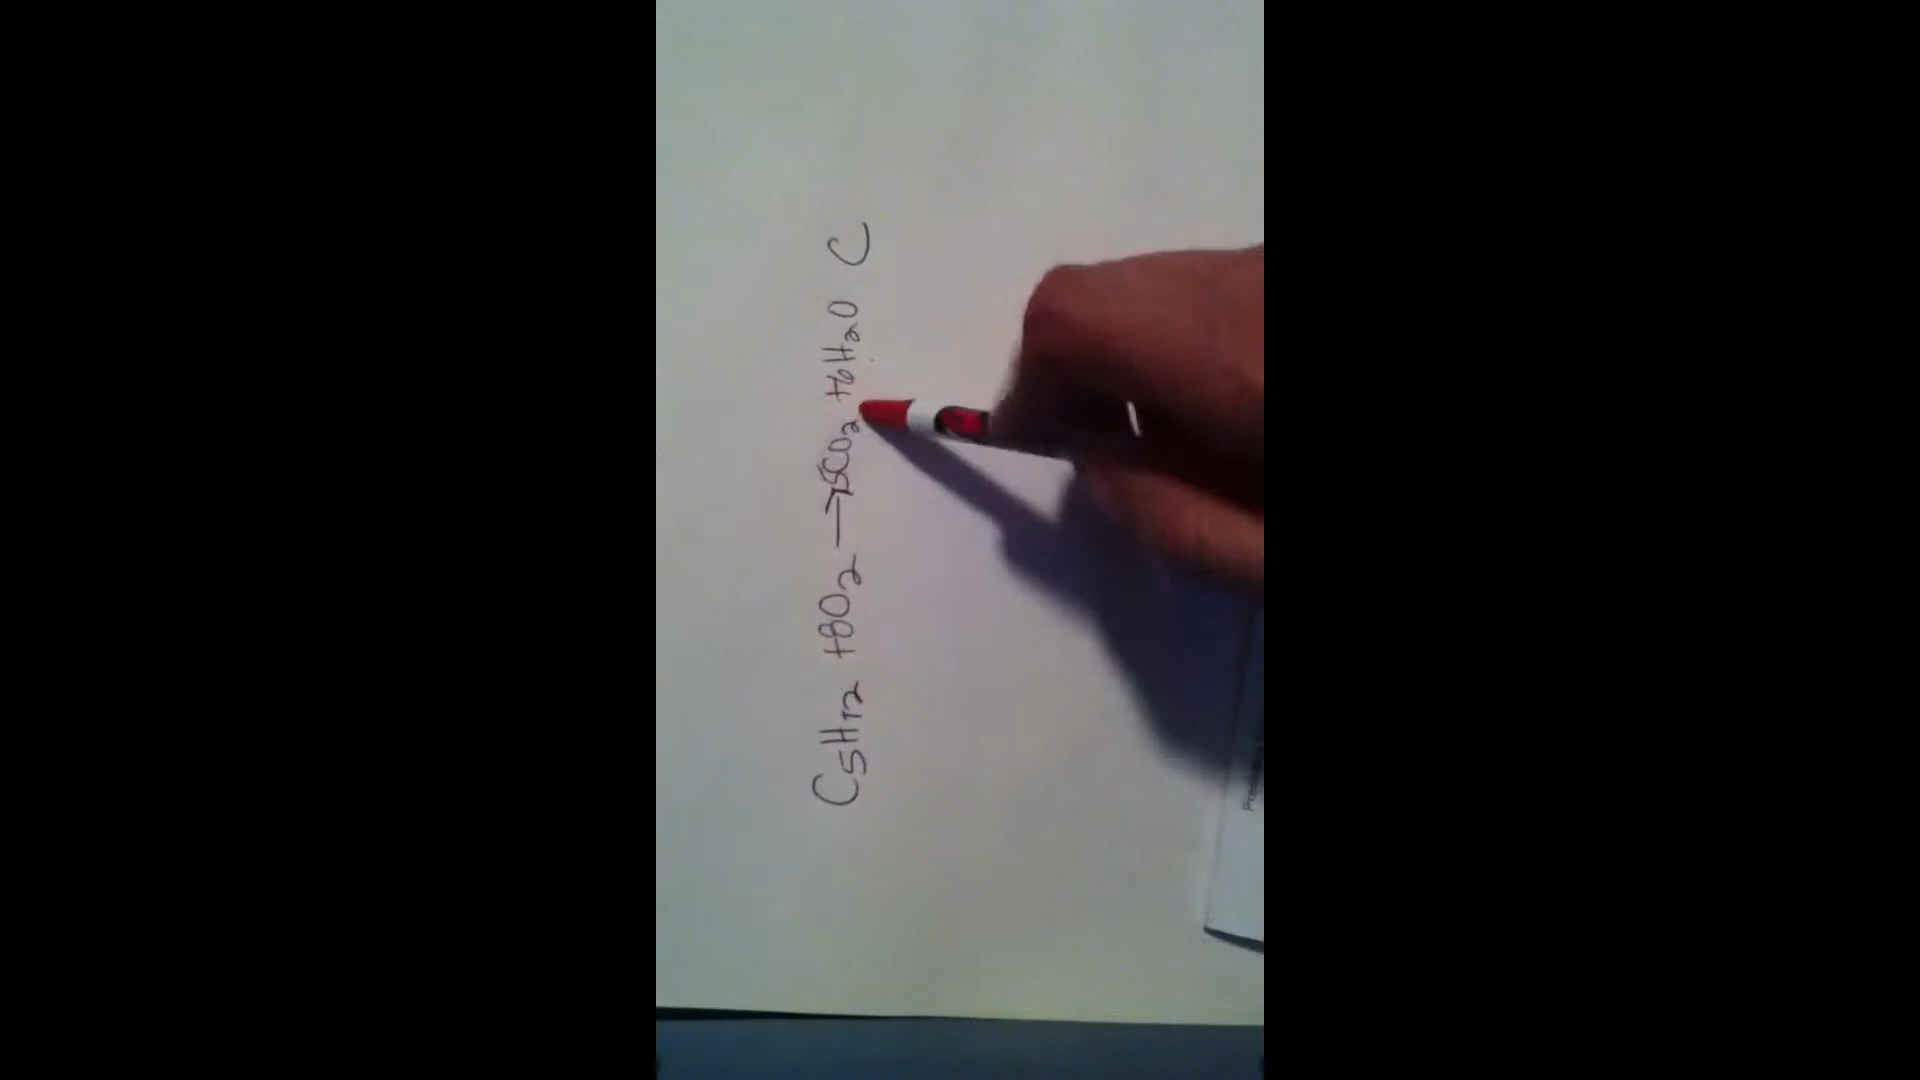 C5H12 + 8O2 → 5CO2 + 6H2O C